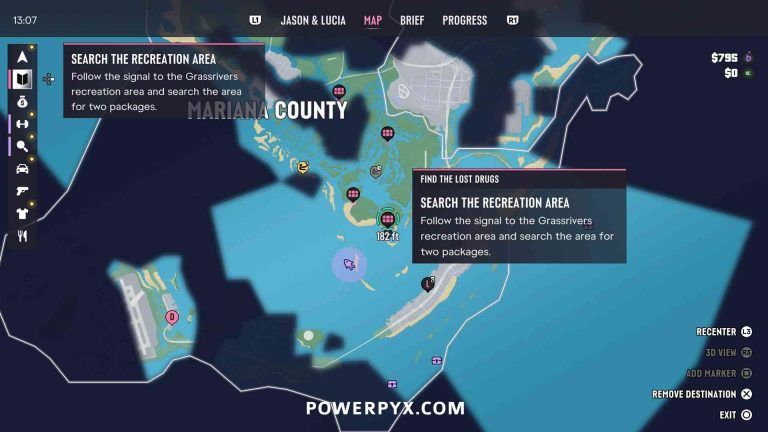 13:07
L1
JASON & LUCIA
MAP
BRIEF
PROGRESS
R1
SEARCH THE RECREATION AREA
Follow the signal to the Grassrivers
recreation area and search the area
for two packages.
$795
$0
MARIANA COUNTY
FIND THE LOST DRUGS
SEARCH THE RECREATION AREA
Follow the signal to the Grassrivers
recreation area and search the area for
two packages.
182 ft
L
D
RECENTER L3
3D VIEW R3
ADD MARKER
REMOVE DESTINATION
EXIT
POWERPYX.COM